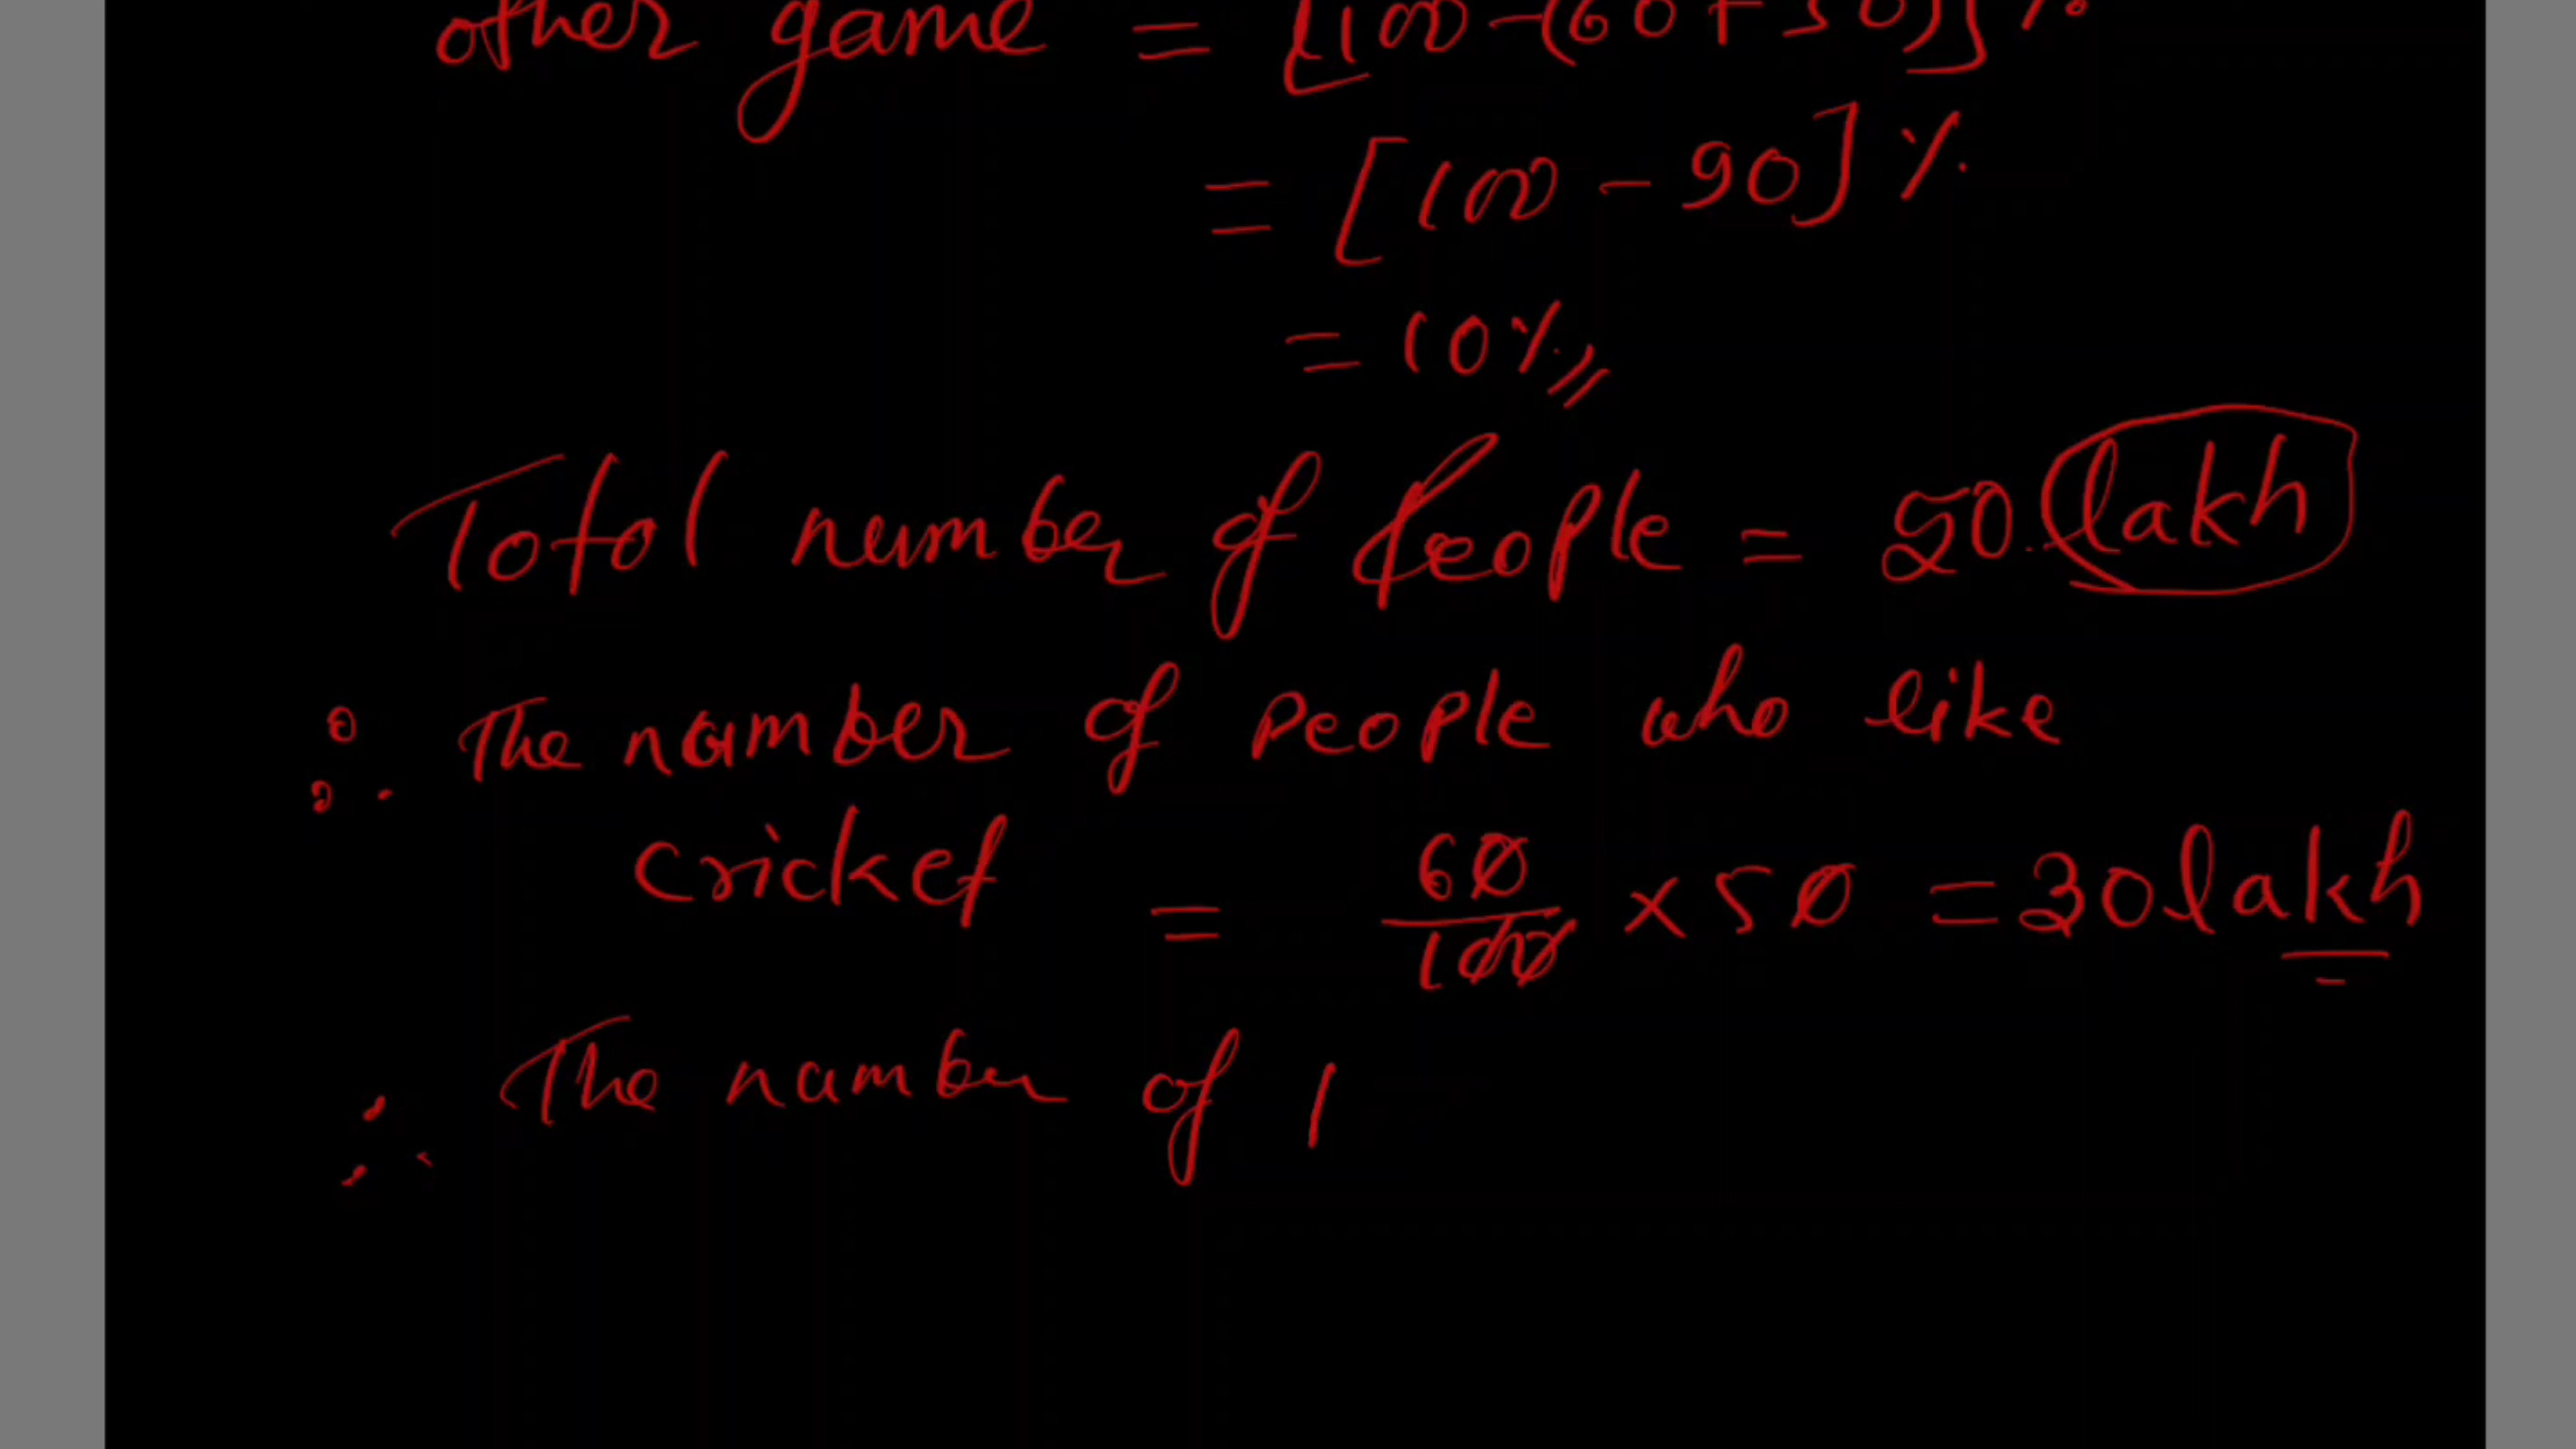 other game = [100-(60+30)]%
= [100-90]%
= 10%
Total number of people = 50 lakh
∴ The number of people who like
cricket = 60/100 × 50 = 30 lakh
∴ The number of